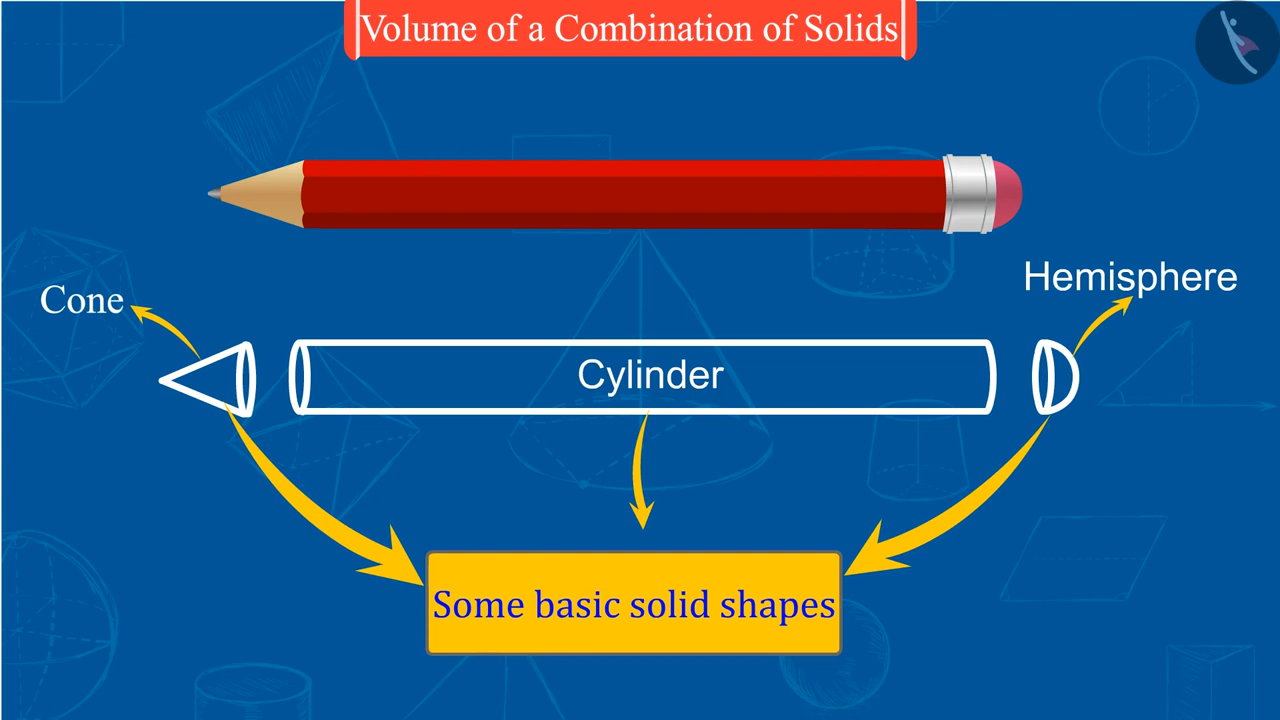 Volume of a Combination of Solids
Hemisphere
Cone
Cylinder
Some basic solid shapes